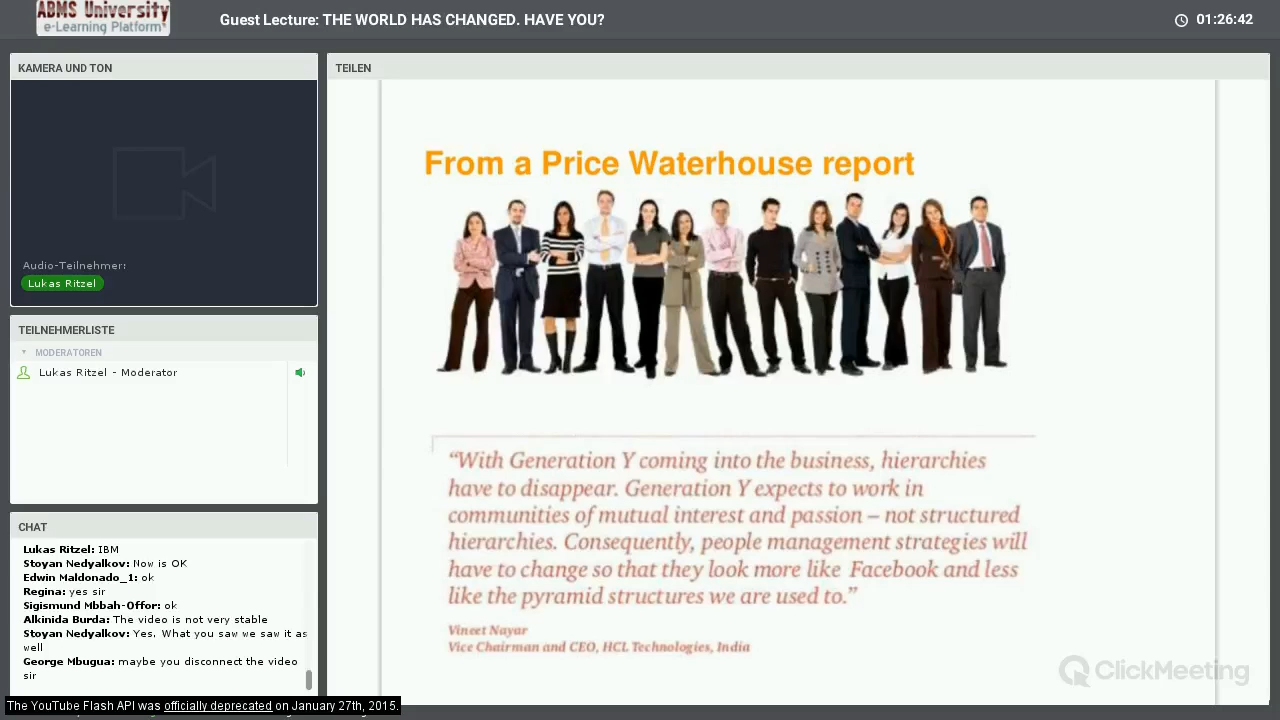 ABMS University
e-Learning Platform
Guest Lecture: THE WORLD HAS CHANGED. HAVE YOU?
01:26:42
KAMERA UND TON
Audio-Teilnehmer:
Lukas Ritzel
TEILNEHMERLISTE
MODERATOREN
Lukas Ritzel - Moderator
CHAT
Lukas Ritzel: IBM
Stoyan Nedyalkov: Now is OK
Edwin Maldonado_1: ok
Regina: yes sir
Sigismund Mbbah-Offor: ok
Alkinida Burda: The video is not very stable
Stoyan Nedyalkov: Yes. What you saw we saw it as
well
George Mbugua: maybe you disconnect the video
sir
The YouTube Flash API was officially deprecated on January 27th, 2015.
TEILEN
From a Price Waterhouse report
“With Generation Y coming into the business, hierarchies
have to disappear. Generation Y expects to work in
communities of mutual interest and passion – not structured
hierarchies. Consequently, people management strategies will
have to change so that they look more like Facebook and less
like the pyramid structures we are used to.”
Vineet Nayar
Vice Chairman and CEO, HCL Technologies, India
ClickMeeting